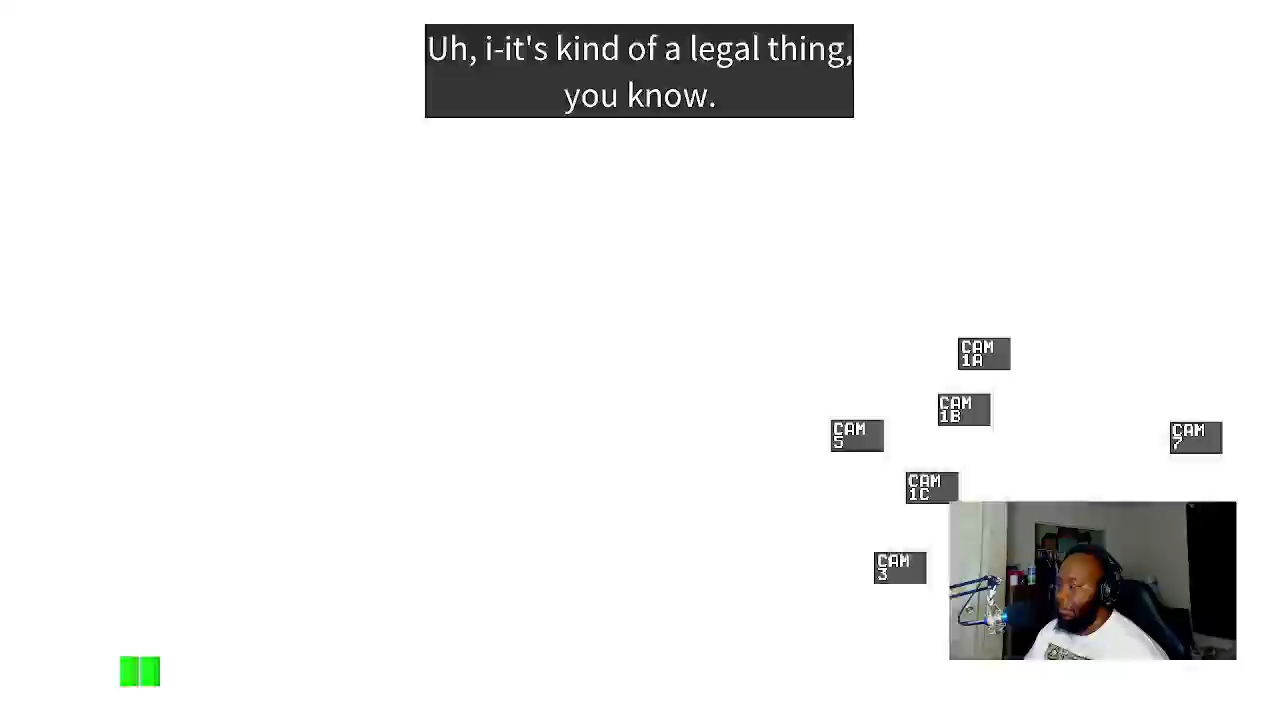 Uh, i-it's kind of a legal thing,
you know.
CAM
1A
CAM
1B
CAM
5
CAM
7
CAM
1C
CAM
3